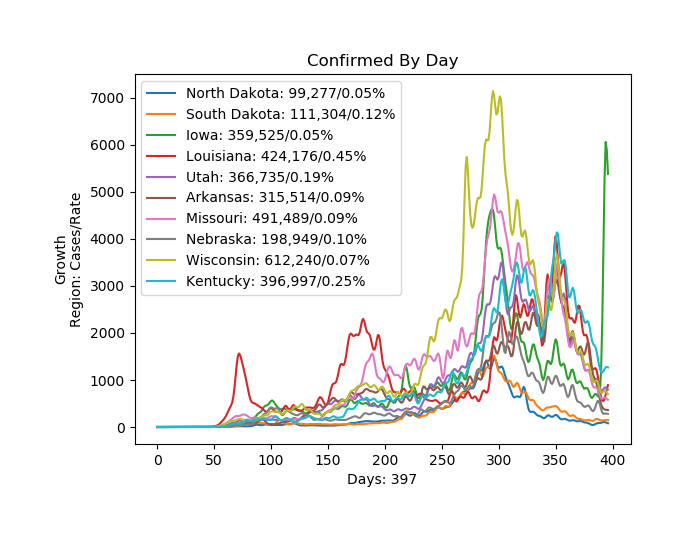 Confirmed By Day
7000
6000
5000
4000
3000
2000
1000
0
Growth
Region: Cases/Rate
North Dakota: 99,277/0.05%
South Dakota: 111,304/0.12%
Iowa: 359,525/0.05%
Louisiana: 424,176/0.45%
Utah: 366,735/0.19%
Arkansas: 315,514/0.09%
Missouri: 491,489/0.09%
Nebraska: 198,949/0.10%
Wisconsin: 612,240/0.07%
Kentucky: 396,997/0.25%
0 50 100 150 200 250 300 350 400
Days: 397